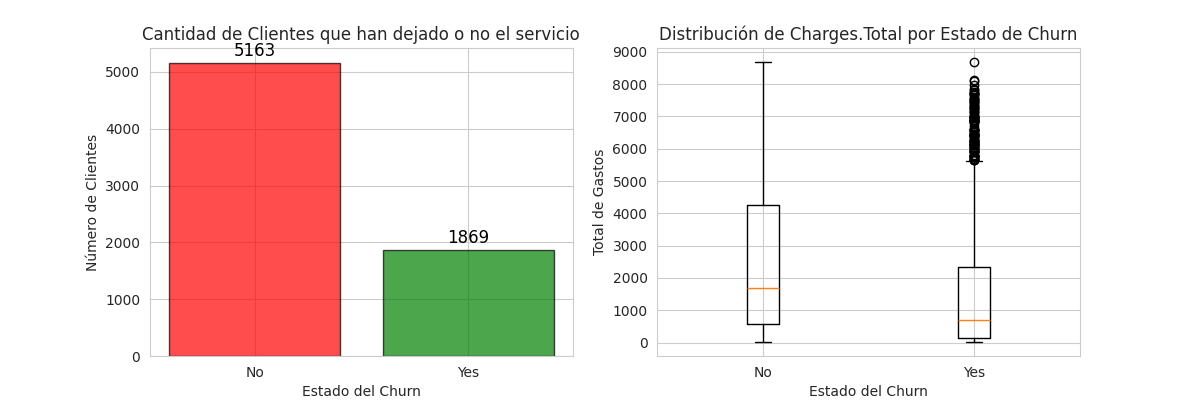 Cantidad de Clientes que han dejado o no el servicio
5163
1869
5000
4000
3000
2000
1000
0
Número de Clientes
No
Yes
Estado del Churn
Distribución de Charges.Total por Estado de Churn
9000
8000
7000
6000
5000
4000
3000
2000
1000
0
Total de Gastos
No
Yes
Estado del Churn